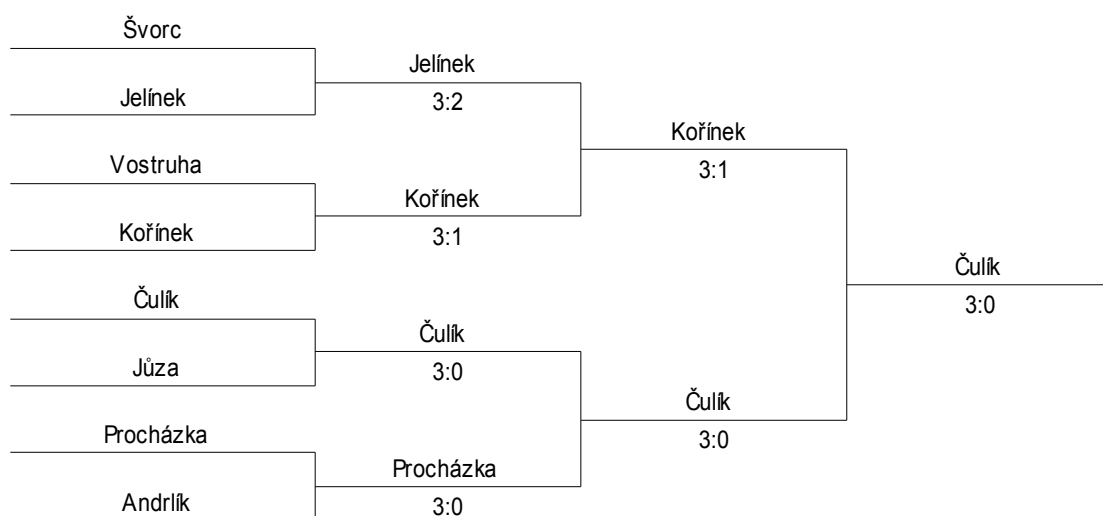 Švorc
Jelínek
Jelínek
3:2
Kořínek
3:1
Vostruha
Kořínek
Kořínek
3:1
Čulík
3:0
Čulík
Čulík
Jůza
3:0
Čulík
3:0
Procházka
Procházka
Andrlík
3:0